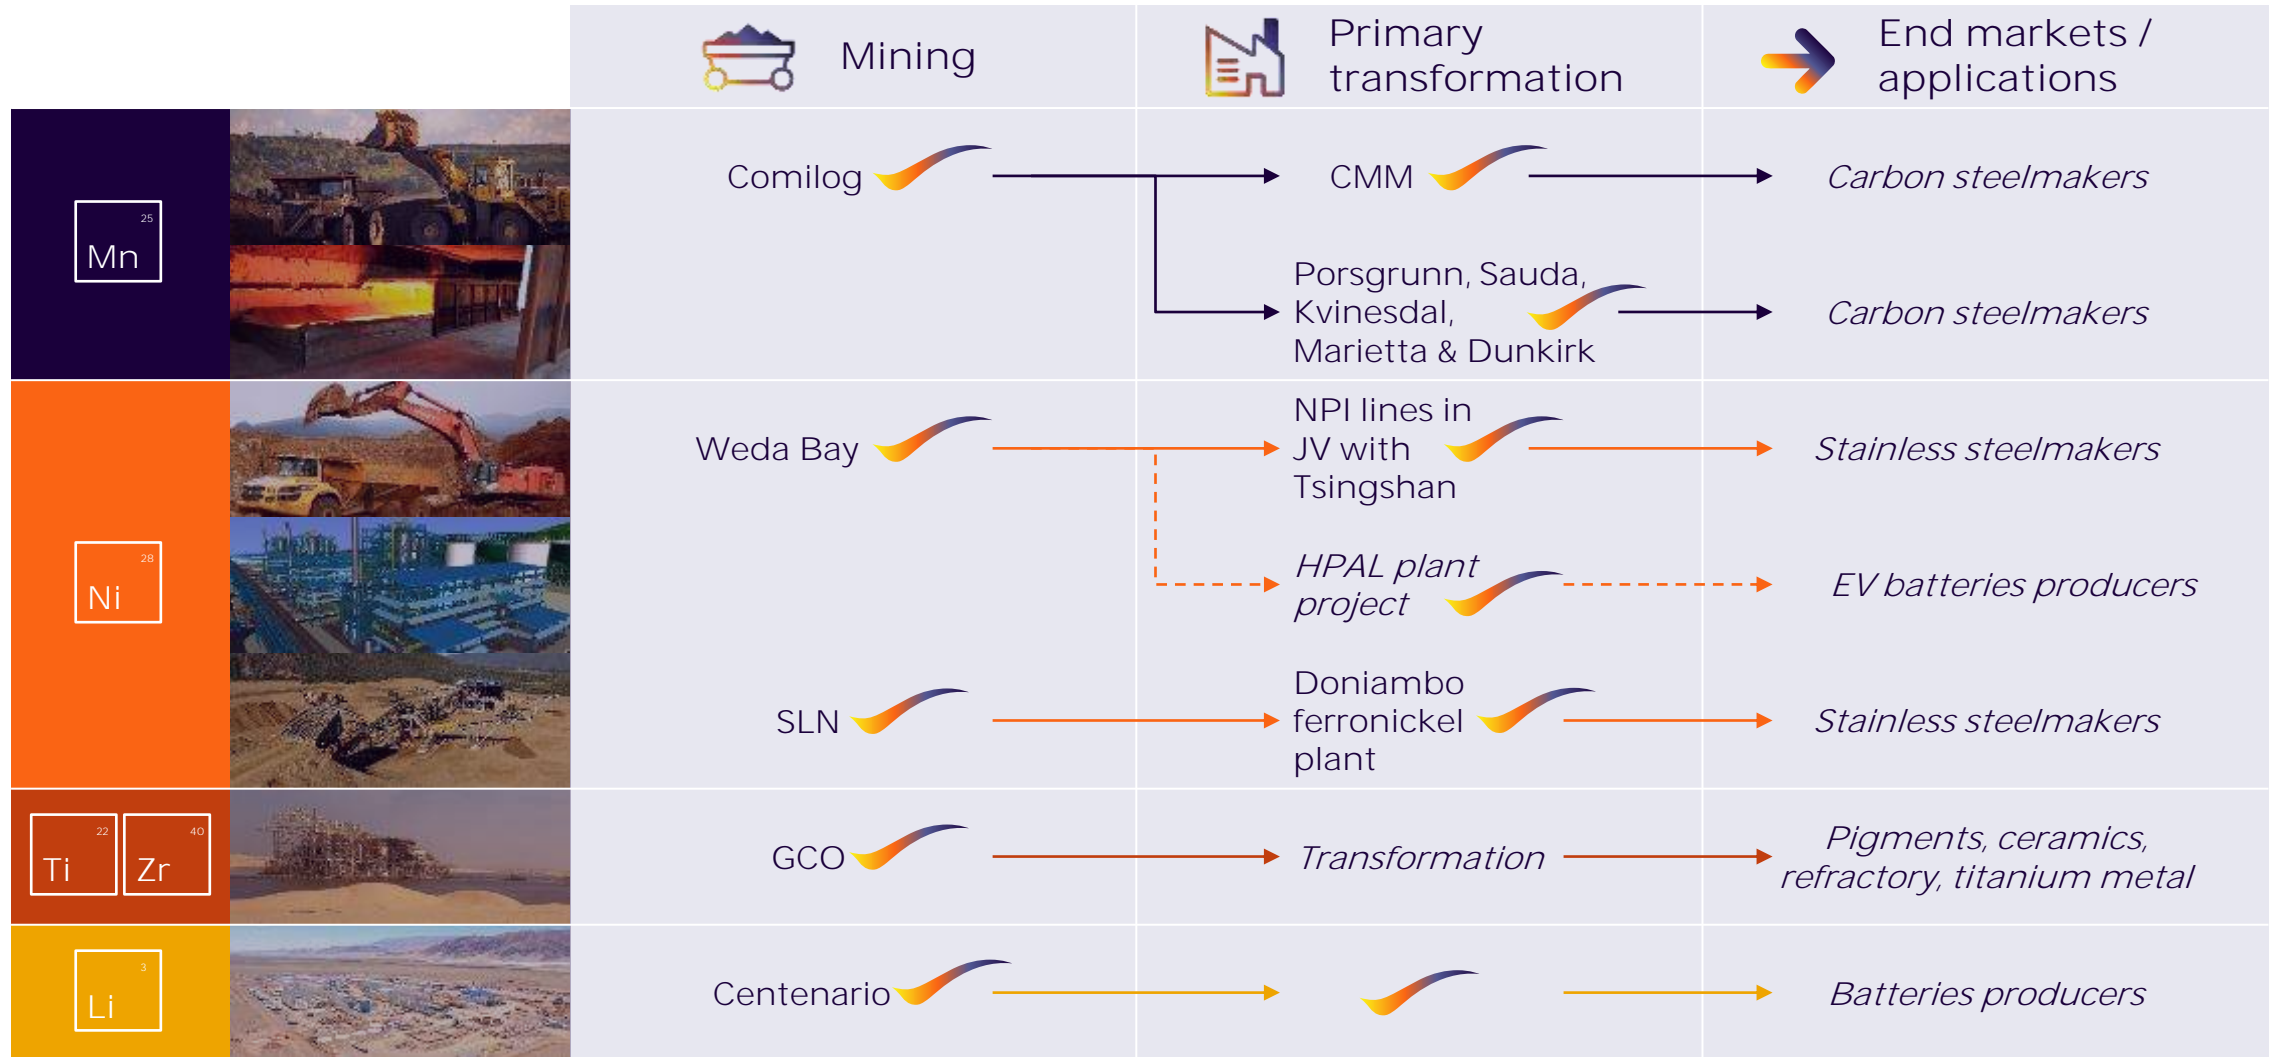 Mining
Primary
transformation
End markets /
applications
25
Mn
Comilog
CMM
Carbon steelmakers
Porsgrunn, Sauda,
Kvinesdal,
Marietta & Dunkirk
Carbon steelmakers
28
Ni
Weda Bay
NPI lines in
JV with
Tsingshan
Stainless steelmakers
HPAL plant
project
EV batteries producers
SLN
Doniambo
ferronickel
plant
Stainless steelmakers
22
Ti
40
Zr
GCO
Transformation
Pigments, ceramics,
refractory, titanium metal
3
Li
Centenario
Batteries producers